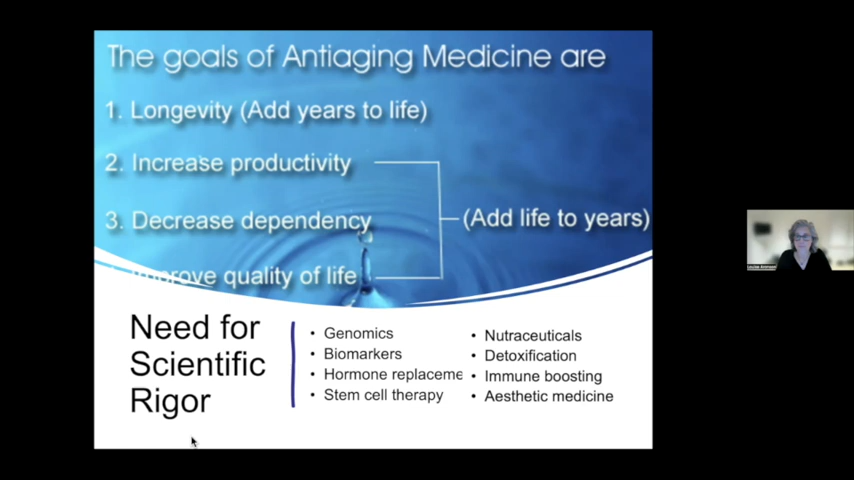 The goals of Antiaging Medicine are
1. Longevity (Add years to life)
2. Increase productivity
3. Decrease dependency
(Add life to years)
quality of life
Need for
Scientific
Rigor
• Genomics
• Biomarkers
• Hormone replaceme
• Stem cell therapy
• Nutraceuticals
• Detoxification
• Immune boosting
• Aesthetic medicine